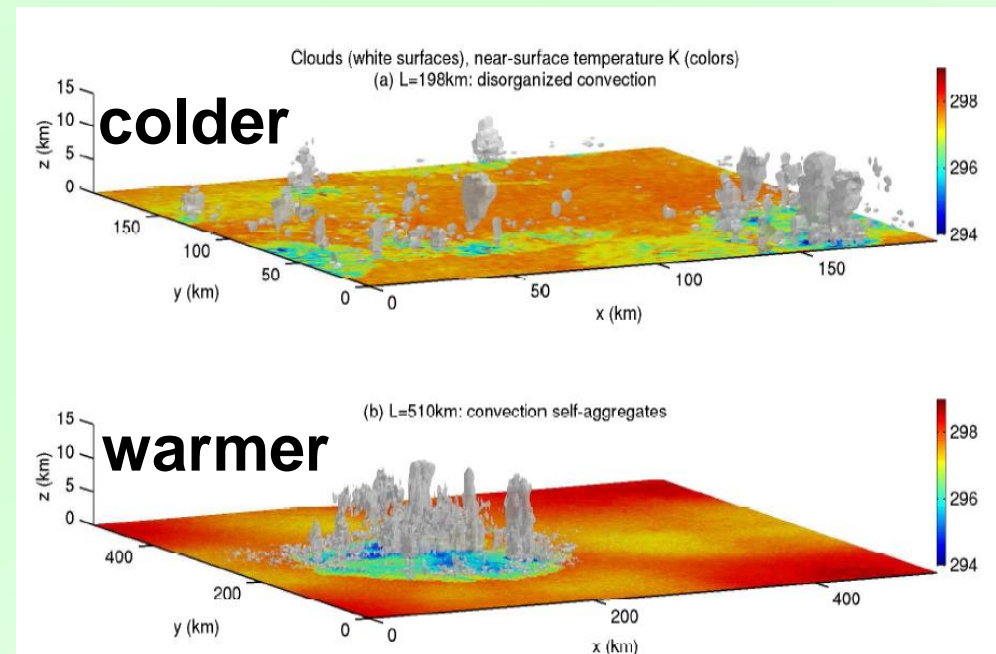 Clouds (white surfaces), near-surface temperature K (colors)
(a) L=198km: disorganized convection
colder
z (km)
15
10
5
0
150
100
50
0
y (km)
0
50
100
150
x (km)
298
296
294
(b) L=510km: convection self-aggregates
warmer
z (km)
15
10
5
0
400
200
0
y (km)
0
200
400
x (km)
298
296
294